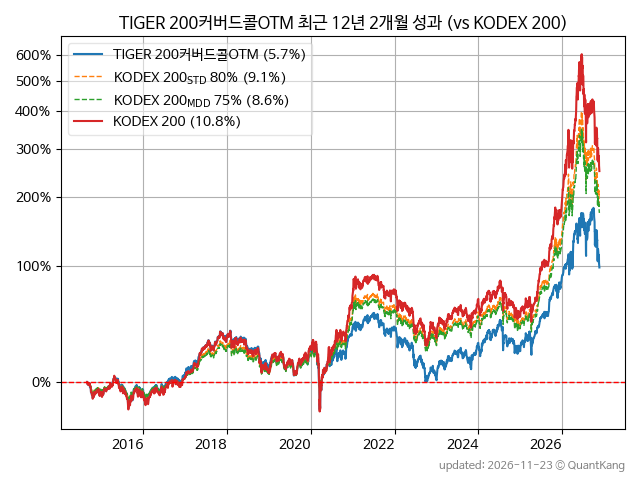 TIGER 200커버드콜OTM 최근 12년 2개월 성과 (vs KODEX 200)
TIGER 200커버드콜OTM (5.7%)
KODEX 200STD 80% (9.1%)
KODEX 200MDD 75% (8.6%)
KODEX 200 (10.8%)
600%
500%
400%
300%
200%
100%
0%
2016 2018 2020 2022 2024 2026
updated: 2026-11-23 © QuantKang